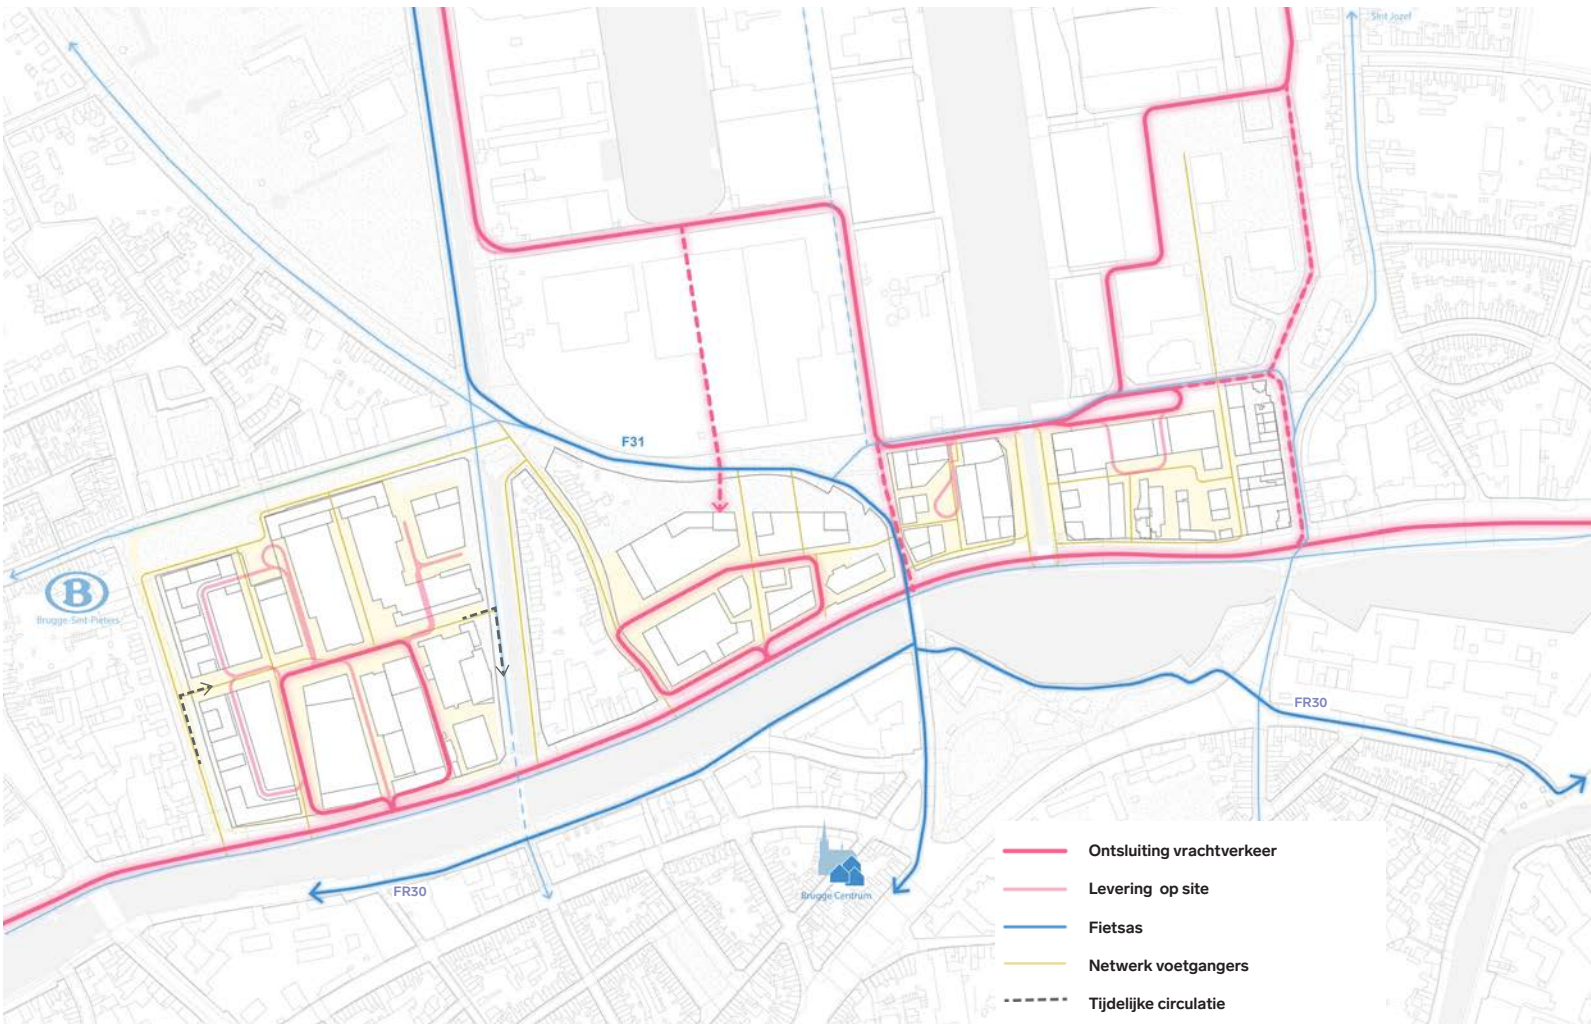 Sint Jozef
F31
B
Brugge-Sint-Pieters
FR30
FR30
Brugge Centrum
Ontsluiting vrachtverkeer
Levering op site
Fietsas
Netwerk voetgangers
Tijdelijke circulatie